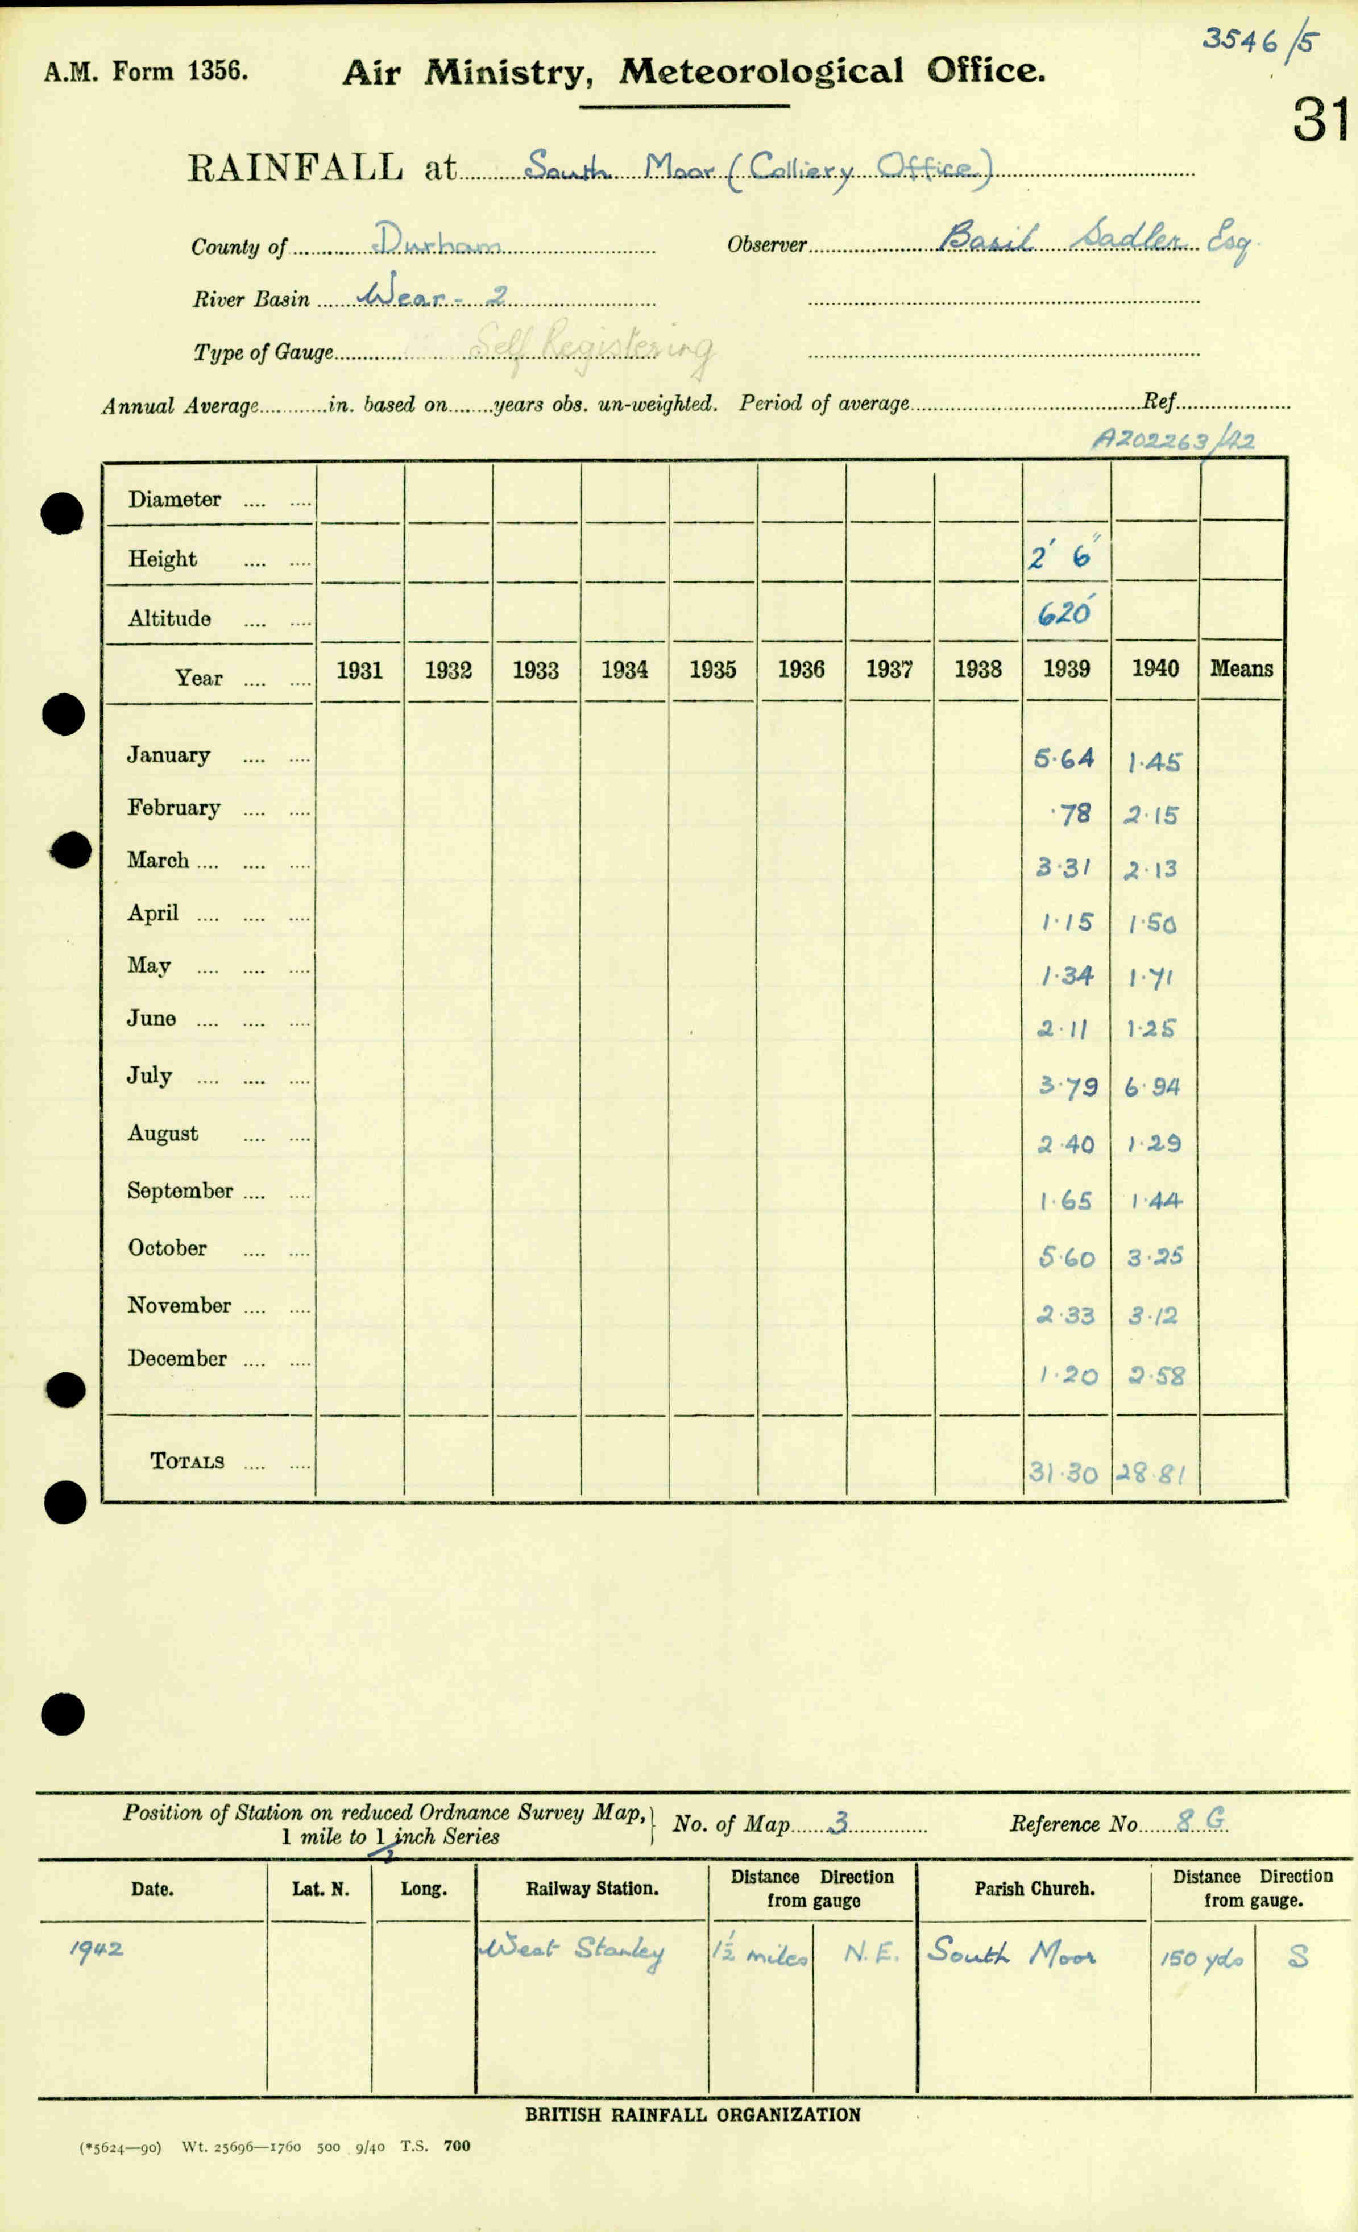 3546/5
A.M. Form 1356. Air Ministry, Meteorological Office.
31
RAINFALL at South Moor (Colliery Office)
County of Durham Observer Basil Sadler Esq.
River Basin Wear - 2
Type of Gauge Self Registering
Annual Average in. based on years obs. un-weighted. Period of average Ref
A202263/42
Diameter
Height 2' 6"
Altitude 620'
Year 1931 1932 1933 1934 1935 1936 1937 1938 1939 1940 Means
January 5.64 1.45
February .78 2.15
March 3.31 2.13
April 1.15 1.50
May 1.34 1.71
June 2.11 1.25
July 3.79 6.94
August 2.40 1.29
September 1.65 1.44
October 5.60 3.25
November 2.33 3.12
December 1.20 2.58
TOTALS 31.30 28.81
Position of Station on reduced Ordnance Survey Map, No. of Map 3 Reference No. 8 G.
1 mile to 1 inch Series
2
Date. Lat. N. Long. Railway Station. Distance Direction from gauge Parish Church. Distance Direction from gauge.
1942 West Stanley 1½ miles N.E. South Moor 150 yds S
BRITISH RAINFALL ORGANIZATION
(*5624—90) Wt. 25696—1760 500 9/40 T.S. 700